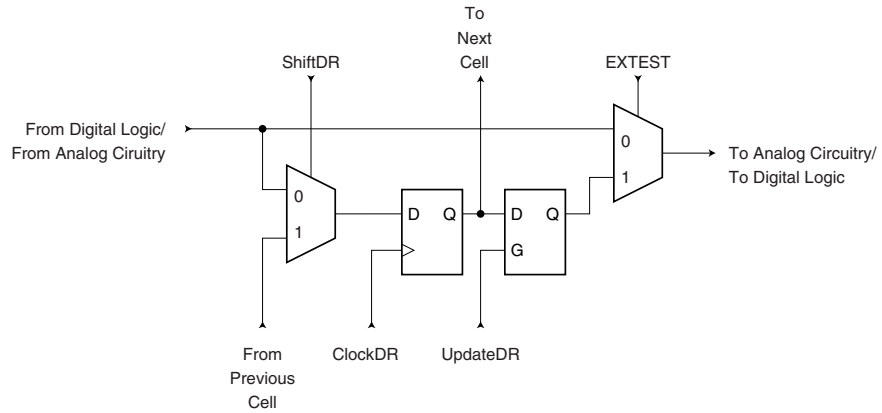 To
Next
Cell
ShiftDR
EXTEST
From Digital Logic/
From Analog Ciruitry
0
1
To Analog Circuitry/
To Digital Logic
0
1
D Q
D Q
G
From
Previous
Cell
ClockDR
UpdateDR